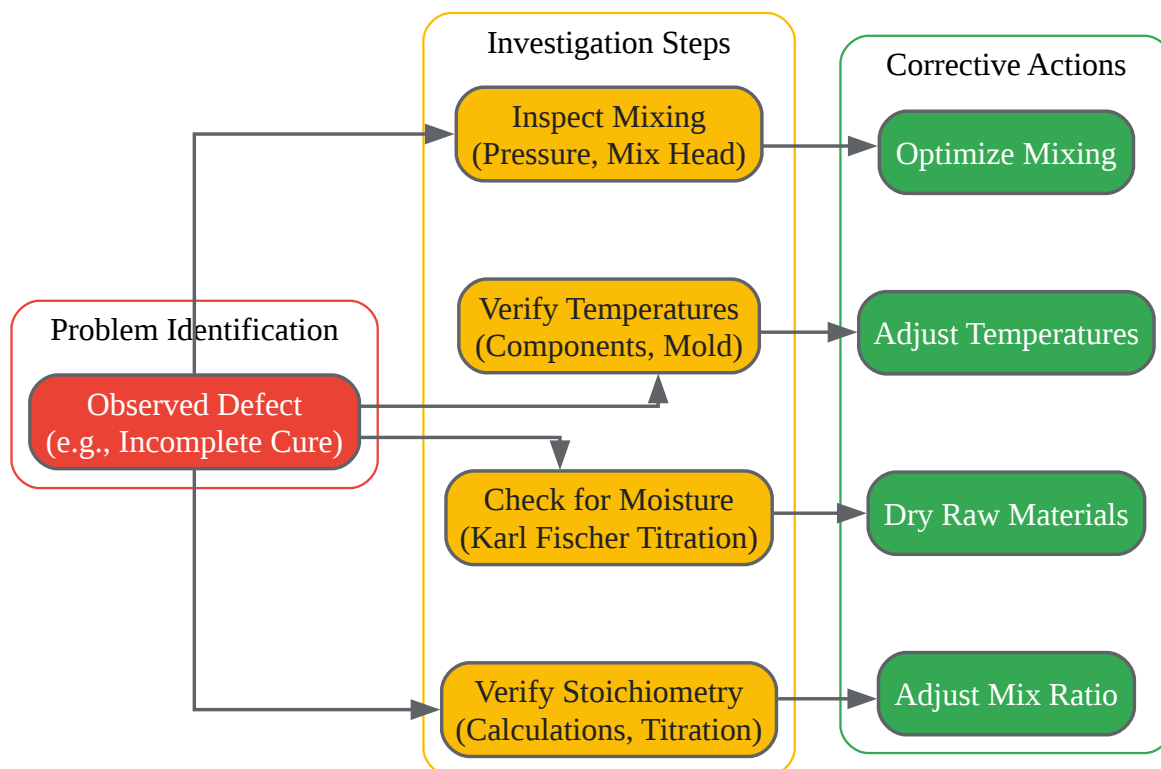 Investigation Steps
Corrective Actions
Inspect Mixing
(Pressure, Mix Head)
Optimize Mixing
Problem Identification
Verify Temperatures
(Components, Mold)
Adjust Temperatures
Observed Defect
(e.g., Incomplete Cure)
Check for Moisture
(Karl Fischer Titration)
Dry Raw Materials
Verify Stoichiometry
(Calculations, Titration)
Adjust Mix Ratio